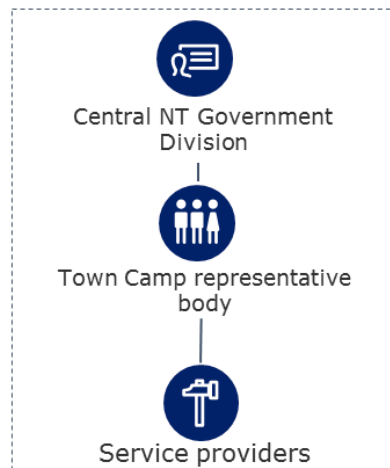 Central NT Government
Division
Town Camp representative
body
Service providers